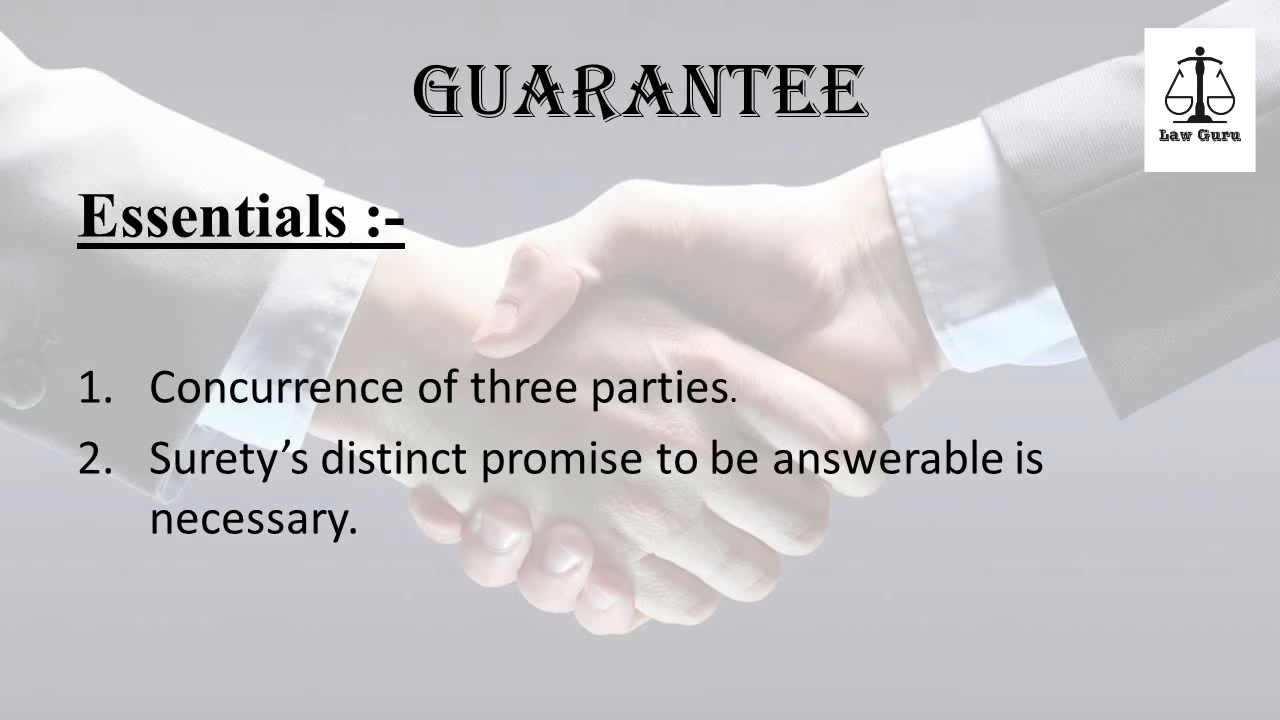 GUARANTEE
Law Guru
Essentials :-
1. Concurrence of three parties.
2. Surety’s distinct promise to be answerable is
necessary.